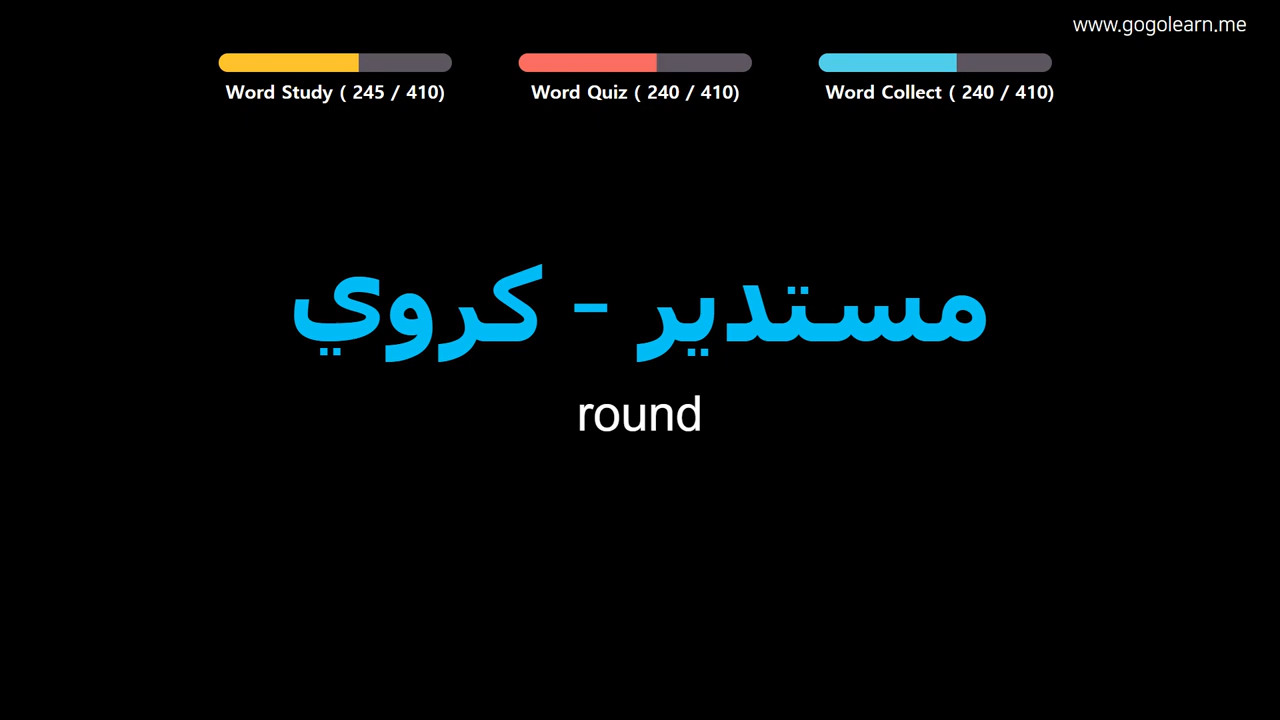 www.gogolearn.me
Word Study ( 245 / 410)
Word Quiz ( 240 / 410)
Word Collect ( 240 / 410)
مستدير - كروي
round